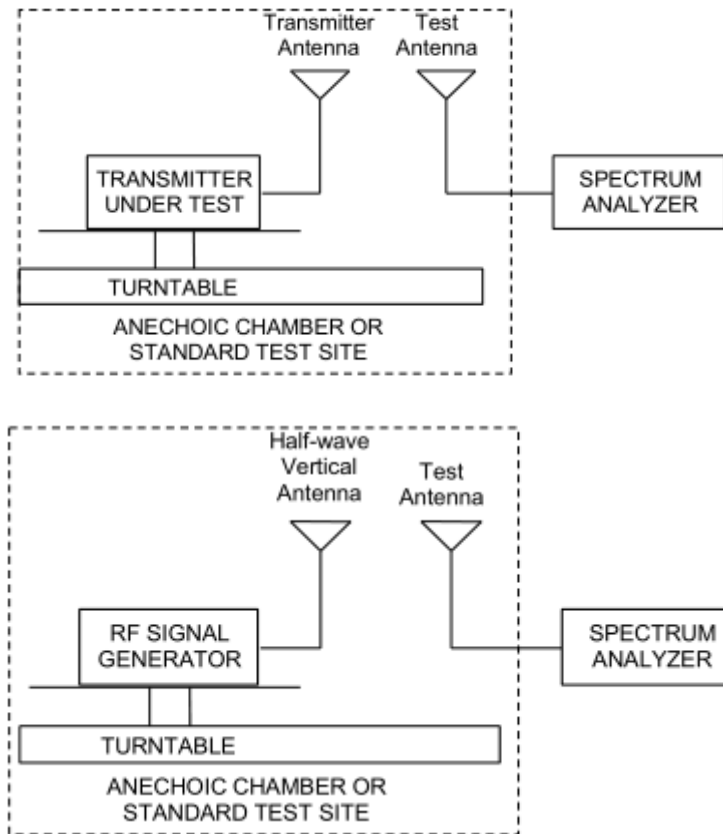 Transmitter
Antenna
Test
Antenna
TRANSMITTER
UNDER TEST
SPECTRUM
ANALYZER
TURNTABLE
ANECHOIC CHAMBER OR
STANDARD TEST SITE
Half-wave
Vertical
Antenna
Test
Antenna
RF SIGNAL
GENERATOR
SPECTRUM
ANALYZER
TURNTABLE
ANECHOIC CHAMBER OR
STANDARD TEST SITE